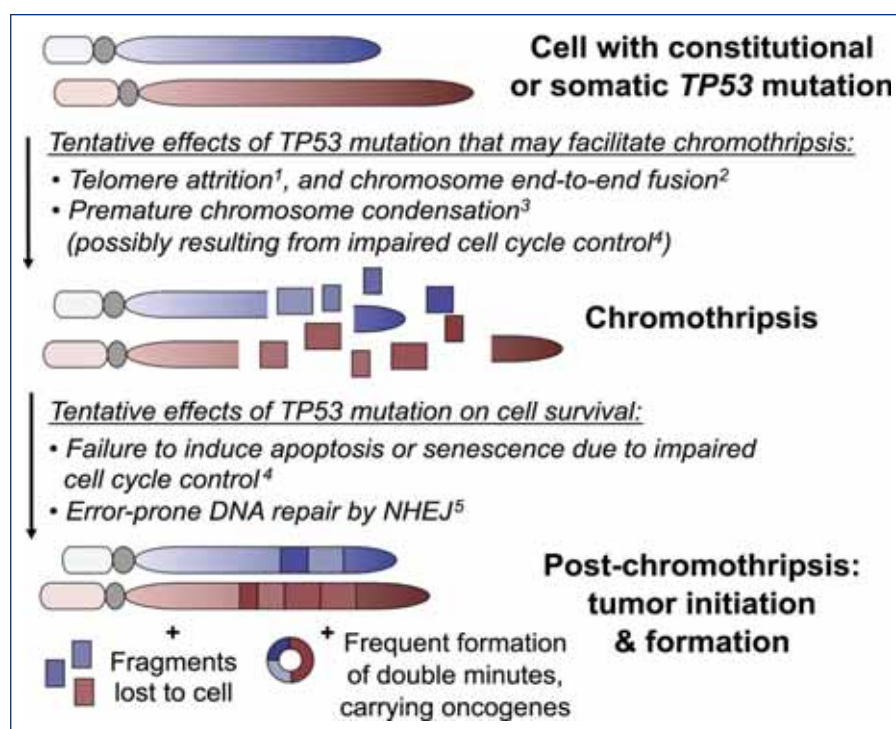 Cell with constitutional
or somatic TP53 mutation
Tentative effects of TP53 mutation that may facilitate chromothripsis:
• Telomere attrition¹, and chromosome end-to-end fusion²
• Premature chromosome condensation³
(possibly resulting from impaired cell cycle control⁴)
Chromothripsis
Tentative effects of TP53 mutation on cell survival:
• Failure to induce apoptosis or senescence due to impaired
cell cycle control⁴
• Error-prone DNA repair by NHEJ⁵
Post-chromothripsis:
tumor initiation
& formation
+
Fragments
lost to cell
+
Frequent formation
of double minutes,
carrying oncogenes